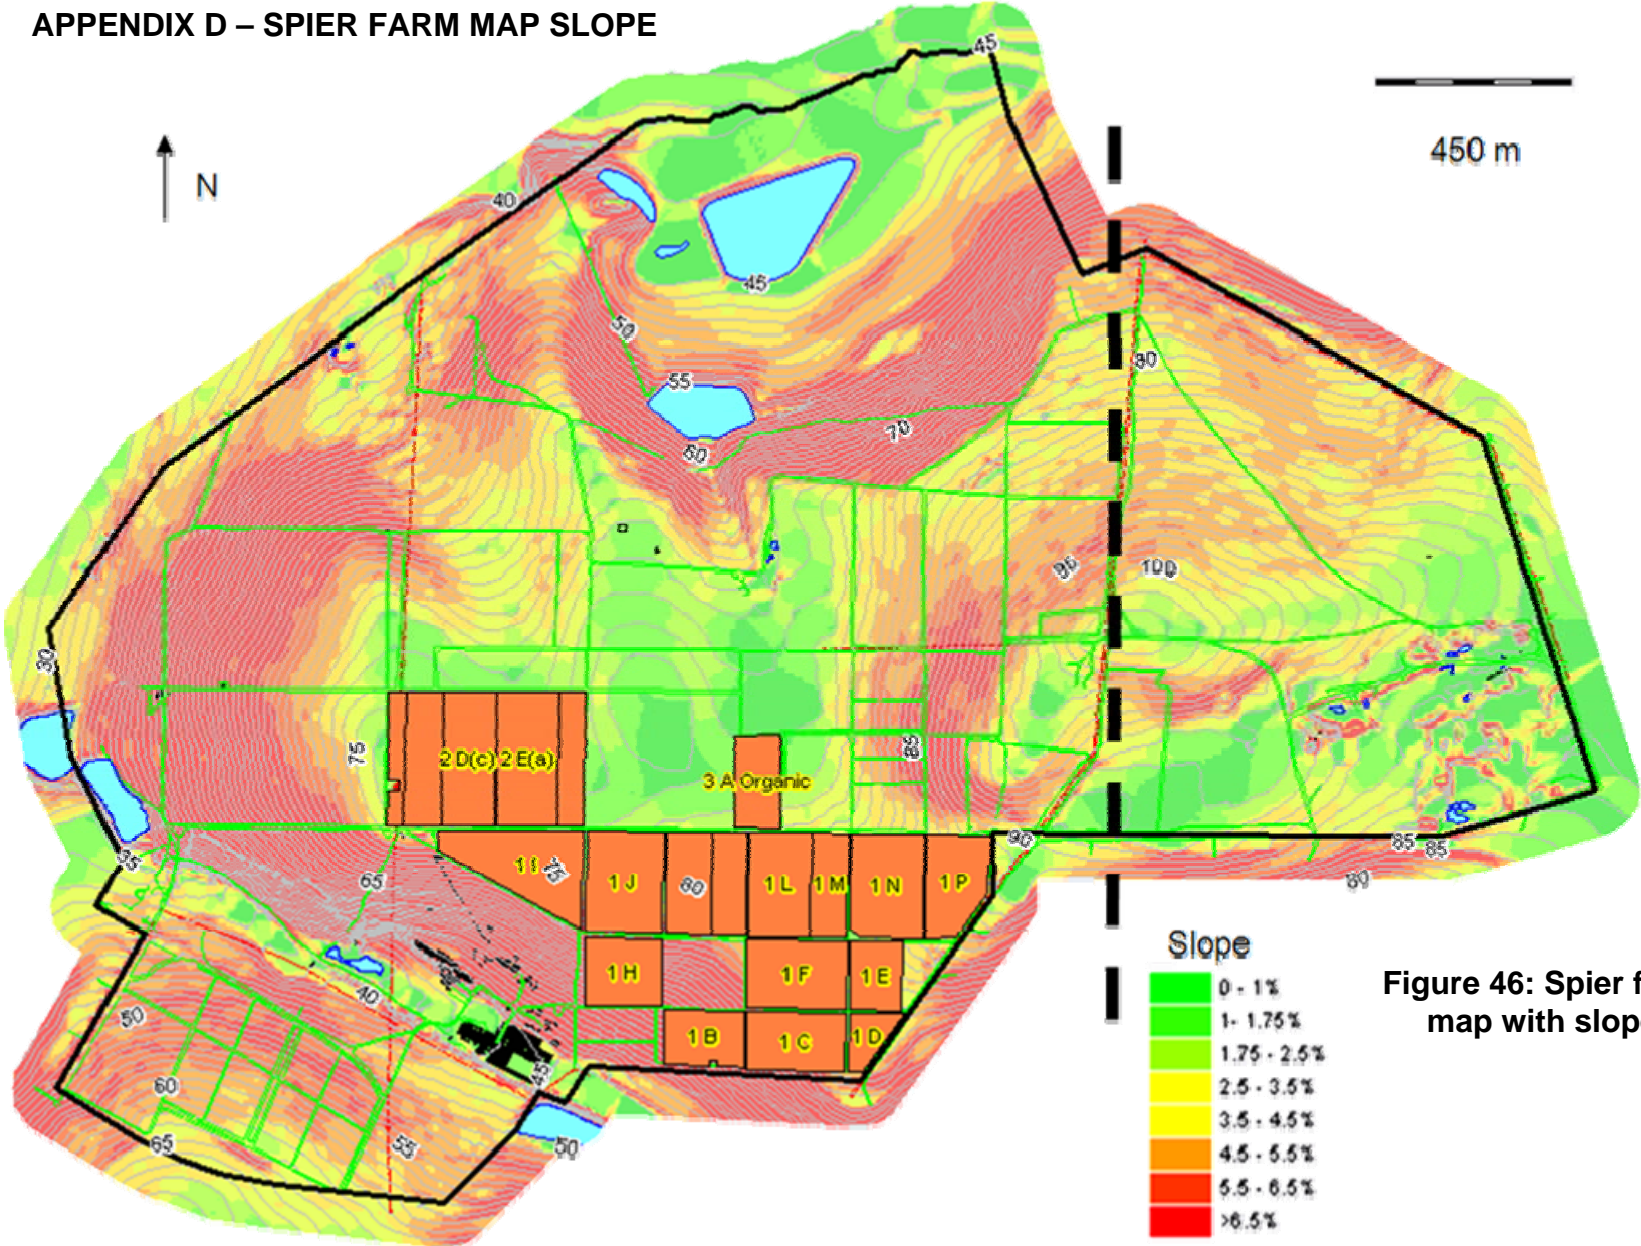 APPENDIX D – SPIER FARM MAP SLOPE
45
450 m
N
40
45
50
55
80
60
70
95
100
30
75
85
2 D(c) 2 E(a)
3 A Organic
35
65
1 I
75
1 J
80
1 L
1 M
1 N
1 P
90
85
85
80
1 H
1 F
1 E
40
50
1 B
1 C
1 D
45
60
65
55
50
Slope
0 - 1%
1- 1.75%
1.75 - 2.5%
2.5 - 3.5%
3.5 - 4.5%
4.5 - 5.5%
5.5 - 6.5%
>6.5%
Figure 46: Spier f
map with slop